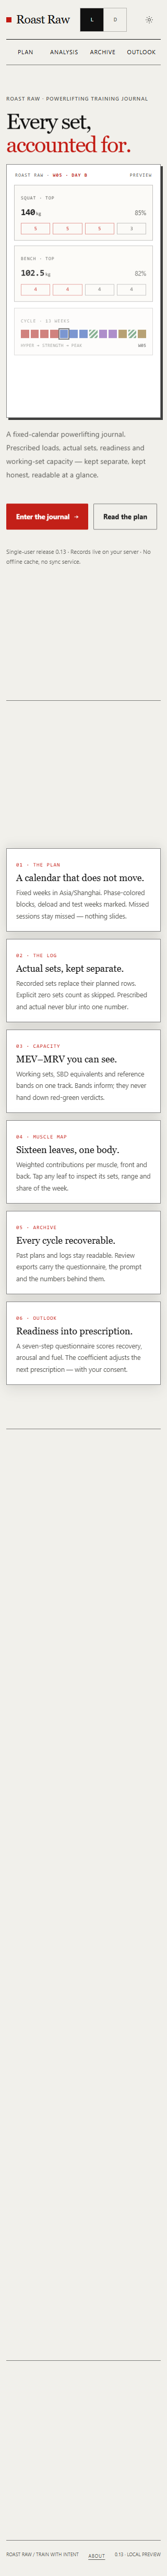 Roast Raw L D
PLAN ANALYSIS ARCHIVE OUTLOOK
ROAST RAW · POWERLIFTING TRAINING JOURNAL
Every set,
accounted for.
ROAST RAW · W05 · DAY B PREVIEW
SQUAT · TOP
140kg 85%
5 5 5 3
BENCH · TOP
102.5kg 82%
CYCLE · 13 WEEKS
HYPER → STRENGTH → PEAK W05
A fixed-calendar powerlifting journal.
Prescribed loads, actual sets, readiness and
working-set capacity — kept separate, kept
honest, readable at a glance.
Enter the journal → Read the plan
Single-user release 0.13 · Records live on your server · No
offline cache, no sync service.
01 · THE PLAN
A calendar that does not move.
Fixed weeks in Asia/Shanghai. Phase-colored
blocks, deload and test weeks marked. Missed
sessions stay missed — nothing slides.
02 · THE LOG
Actual sets, kept separate.
Recorded sets replace their planned rows.
Explicit zero sets count as skipped. Prescribed
and actual never blur into one number.
03 · CAPACITY
MEV–MRV you can see.
Working sets, SBD equivalents and reference
bands on one track. Bands inform; they never
hand down red-green verdicts.
04 · MUSCLE MAP
Sixteen leaves, one body.
Weighted contributions per muscle, front and
back. Tap any leaf to inspect its sets, range and
share of the week.
05 · ARCHIVE
Every cycle recoverable.
Past plans and logs stay readable. Review
exports carry the questionnaire, the prompt
and the numbers behind them.
06 · OUTLOOK
Readiness into prescription.
A seven-step questionnaire scores recovery,
arousal and fuel. The coefficient adjusts the
next prescription — with your consent.
ROAST RAW / TRAIN WITH INTENT ABOUT 0.13 · LOCAL PREVIEW